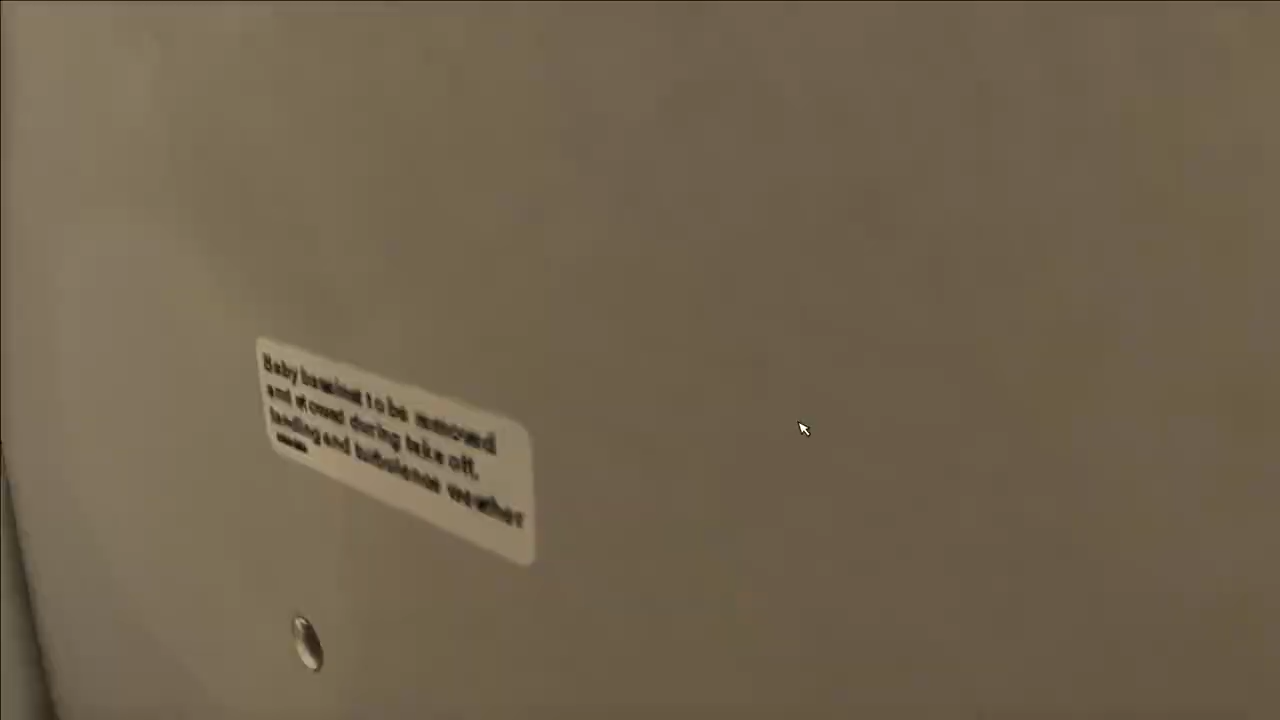 Baby bassinet to be removed
and stowed during take off,
landing and turbulence weather